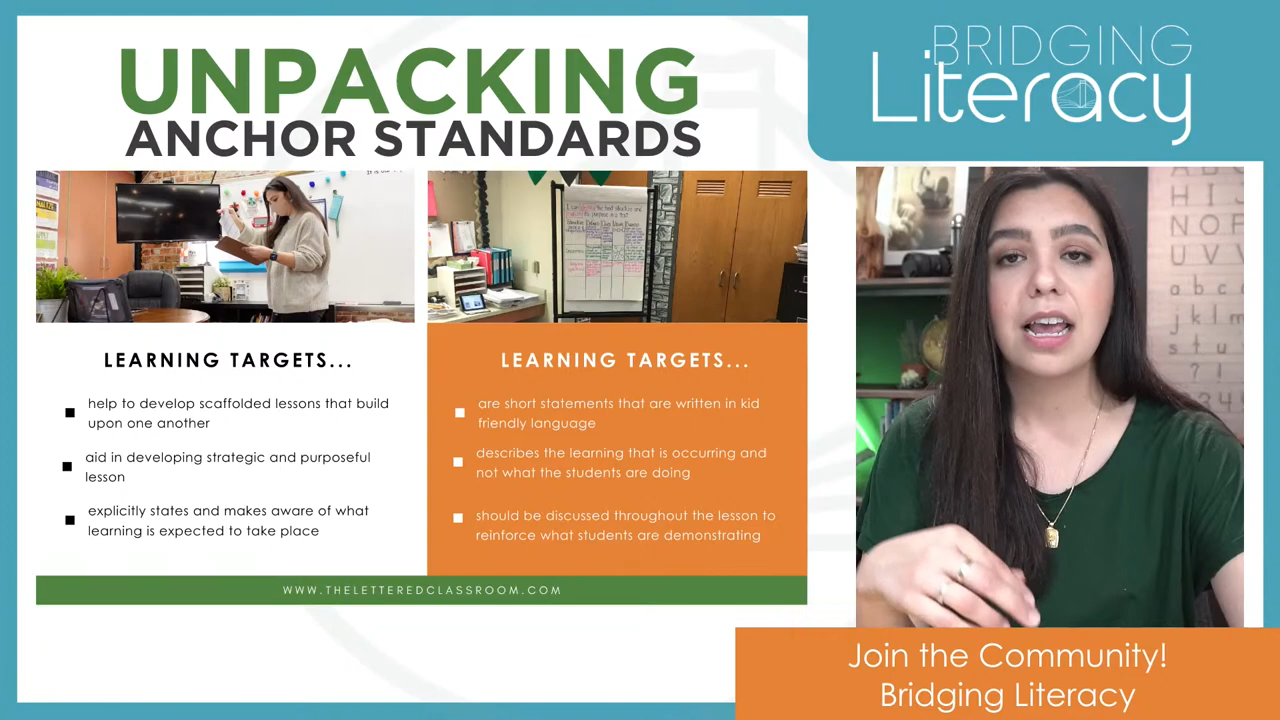 UNPACKING
ANCHOR STANDARDS
BRIDGING
Literacy
LEARNING TARGETS...
help to develop scaffolded lessons that build
upon one another
aid in developing strategic and purposeful
lesson
explicitly states and makes aware of what
learning is expected to take place
LEARNING TARGETS...
are short statements that are written in kid
friendly language
describes the learning that is occurring and
not what the students are doing
should be discussed throughout the lesson to
reinforce what students are demonstrating
WWW.THELETTEREDCLASSROOM.COM
Join the Community!
Bridging Literacy